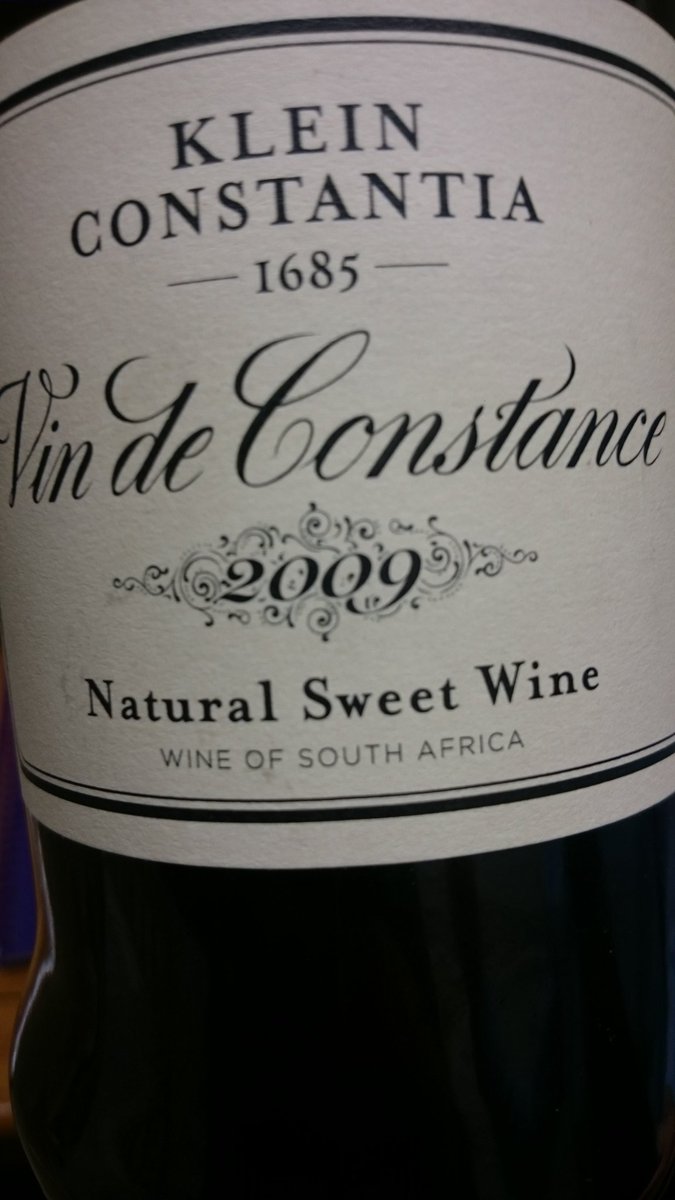 KLEIN
CONSTANTIA
1685
Vin de Constance
2009
Natural Sweet Wine
WINE OF SOUTH AFRICA